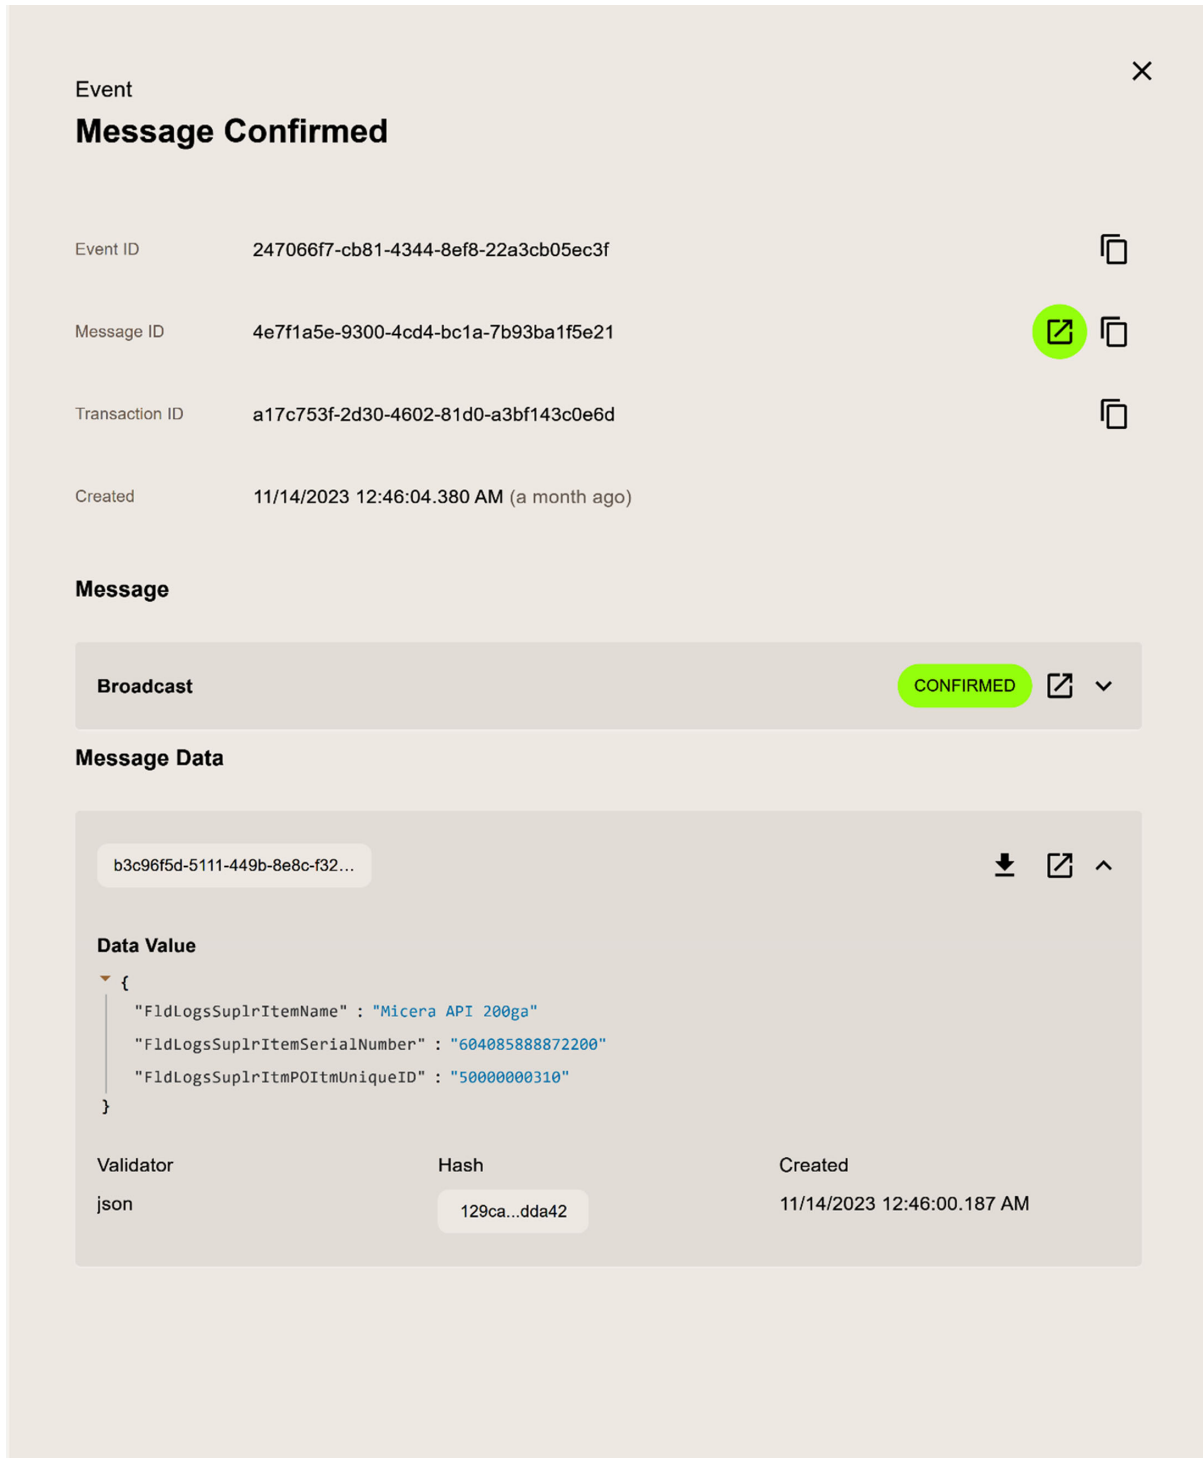 Event
Message Confirmed
Event ID 247066f7-cb81-4344-8ef8-22a3cb05ec3f
Message ID 4e7f1a5e-9300-4cd4-bc1a-7b93ba1f5e21
Transaction ID a17c753f-2d30-4602-81d0-a3bf143c0e6d
Created 11/14/2023 12:46:04.380 AM (a month ago)
Message
Broadcast CONFIRMED
Message Data
b3c96f5d-5111-449b-8e8c-f32...
Data Value
{
"FldLogsSuplrItemName" : "Micera API 200ga"
"FldLogsSuplrItemSerialNumber" : "604085888872200"
"FldLogsSuplrItmPOItmUniqueID" : "50000000310"
}
Validator Hash Created
json 129ca...dda42 11/14/2023 12:46:00.187 AM